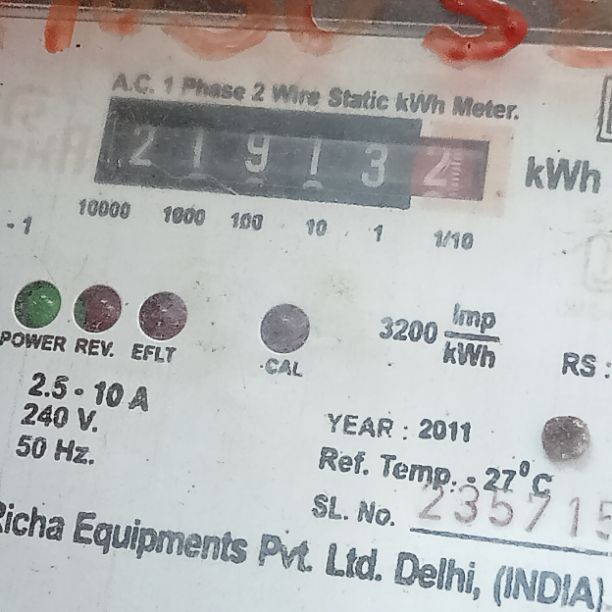 A.C. 1 Phase 2 Wire Static kWh Meter.
2 1 9 1 3 2 kWh
10000 1000 100 10 1 1/10
- 1
POWER REV. EFLT CAL
3200 Imp/kWh
RS :
2.5 - 10 A
240 V.
50 Hz.
YEAR : 2011
Ref. Temp. - 27°C
SL. No. 235715
Richa Equipments Pvt. Ltd. Delhi, (INDIA)